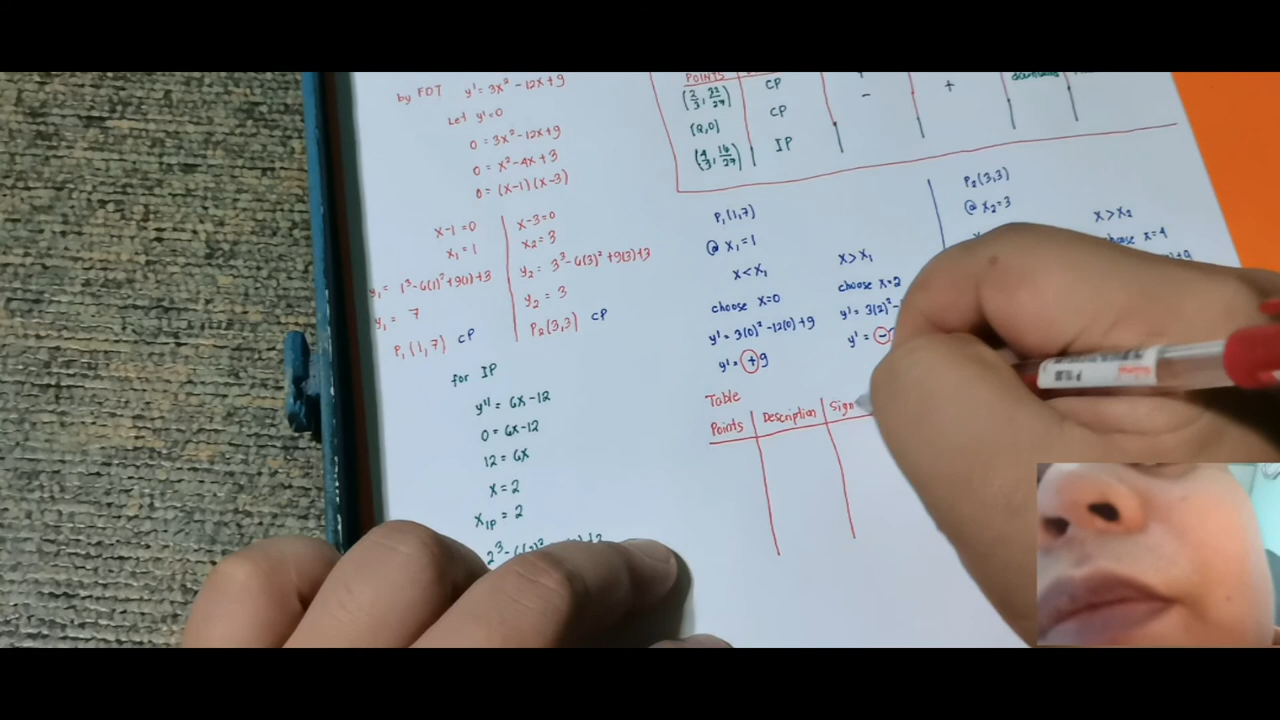 by FDT y' = 3x² - 12x + 9
Let y' = 0
0 = 3x² - 12x + 9
0 = x² - 4x + 3
0 = (x-1)(x-3)
x-1 = 0
x₁ = 1
y₁ = 1³ - 6(1)² + 9(1) + 3
y₁ = 7
P₁(1,7) CP
x-3 = 0
x₂ = 3
y₂ = 3³ - 6(3)² + 9(3) + 3
y₂ = 3
P₂(3,3) CP
for IP
y'' = 6x - 12
0 = 6x - 12
12 = 6x
x = 2
x_IP = 2
POINTS
(2/3, 22/27) CP - +
CP
(4/3, 16/27) IP
P₁(1,7)
@ x₁ = 1
x < x₁
choose x = 0
y' = 3(0)² - 12(0) + 9
y' = +9
x > x₁
choose x = 2
y' = 3(2)² -
y' = -
P₂(3,3)
@ x₂ = 3
x > x₂
x = 4
Table
Points Description Sign